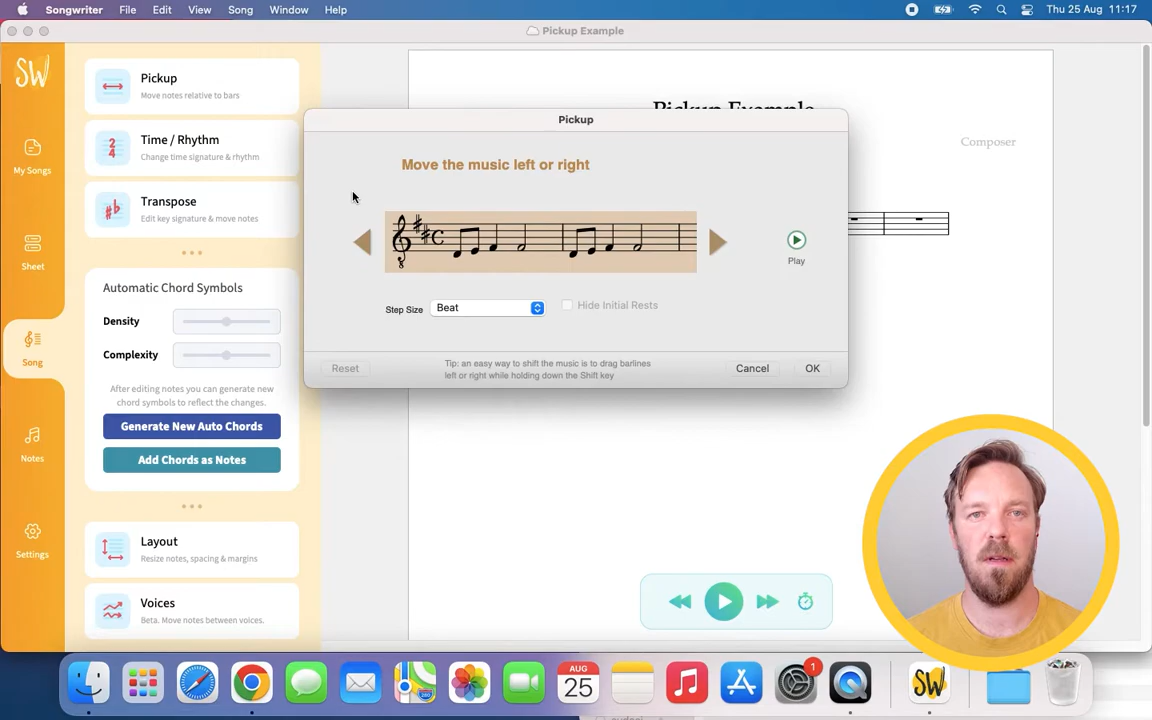 Songwriter File Edit View Song Window Help Thu 25 Aug 11:17
Pickup Example
SW
My Songs
Sheet
Song
Notes
Settings
Pickup
Move notes relative to bars
Time / Rhythm
Change time signature & rhythm
Transpose
Edit key signature & move notes
Automatic Chord Symbols
Density
Complexity
After editing notes you can generate new
chord symbols to reflect the changes.
Generate New Auto Chords
Add Chords as Notes
Layout
Resize notes, spacing & margins
Voices
Beta. Move notes between voices.
Pickup Example
Composer
Pickup
Move the music left or right
Play
Step Size Beat Hide Initial Rests
Reset
Tip: an easy way to shift the music is to drag barlines
left or right while holding down the Shift key
Cancel OK
AUG
25
1
SW